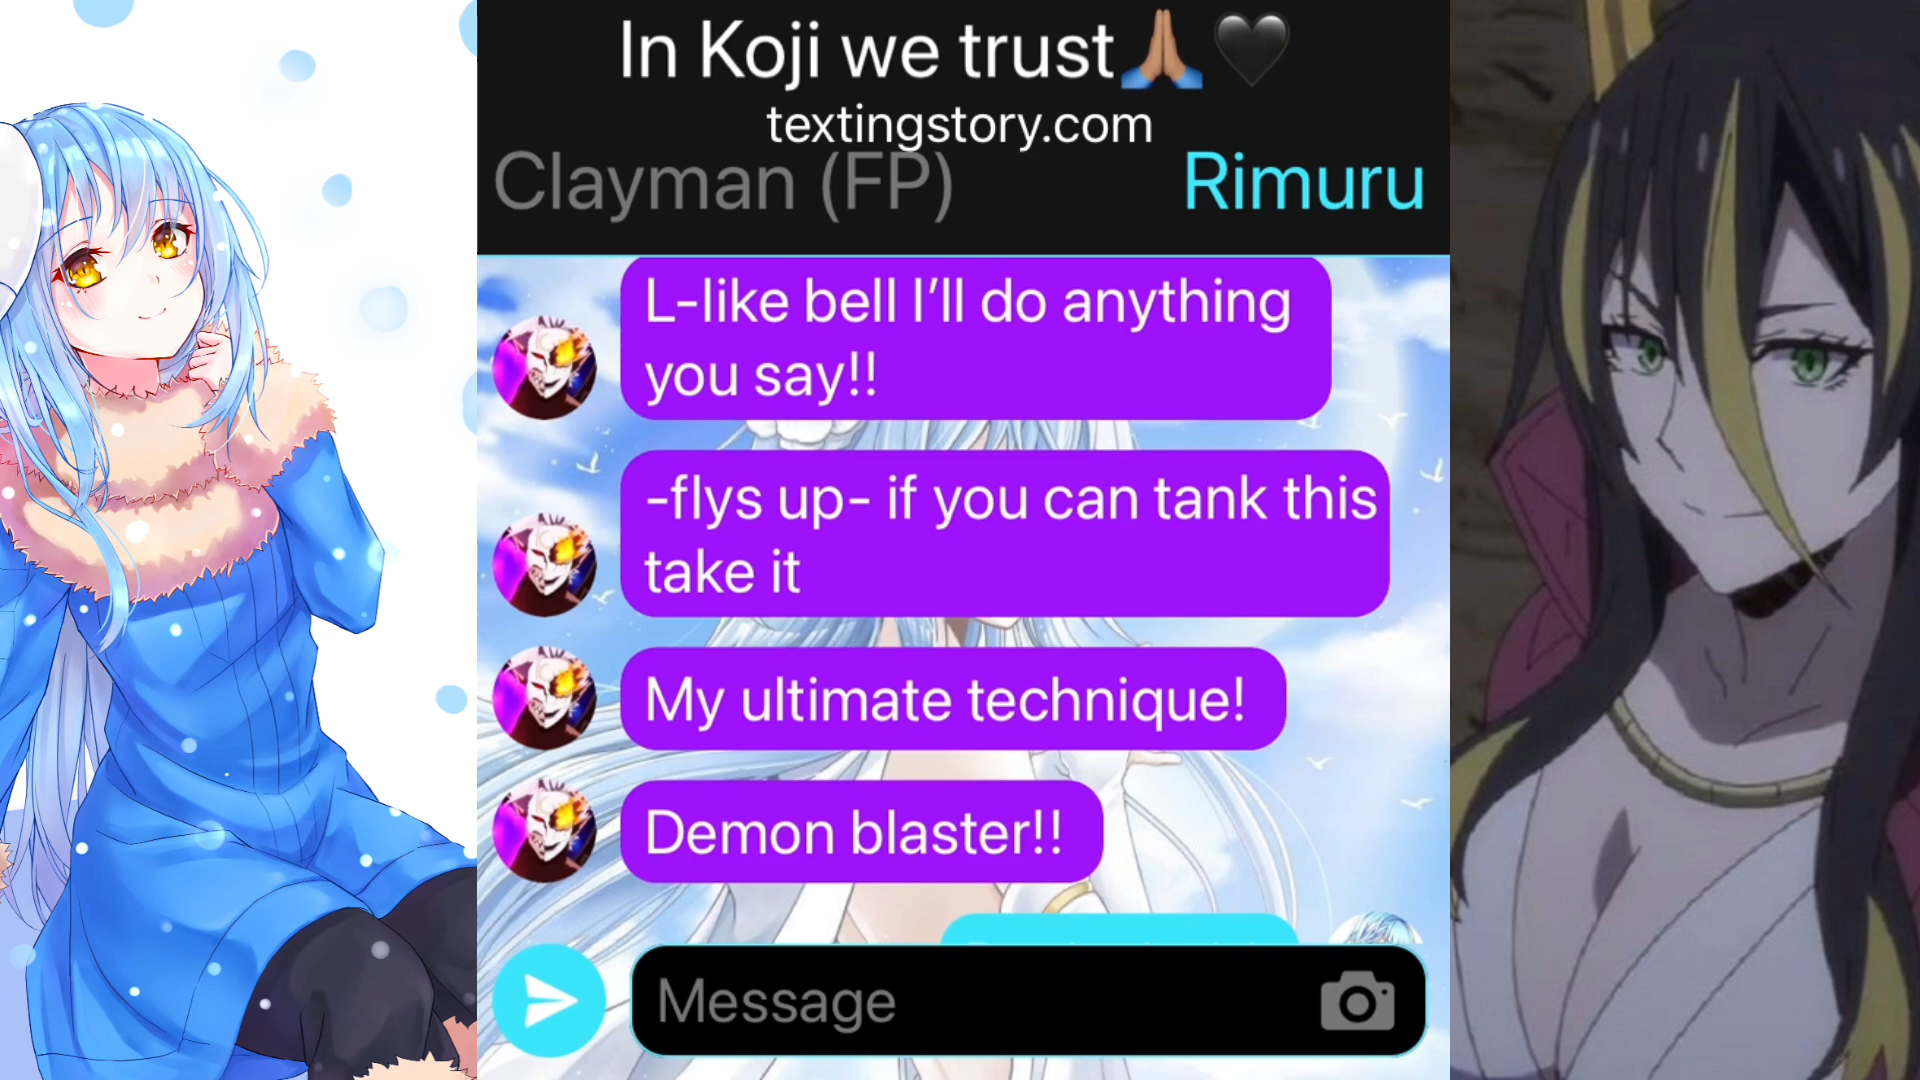 In Koji we trust🙏🏽🖤
textingstory.com
Clayman (FP) Rimuru
L-like bell I’ll do anything
you say!!
-flys up- if you can tank this
take it
My ultimate technique!
Demon blaster!!
Message